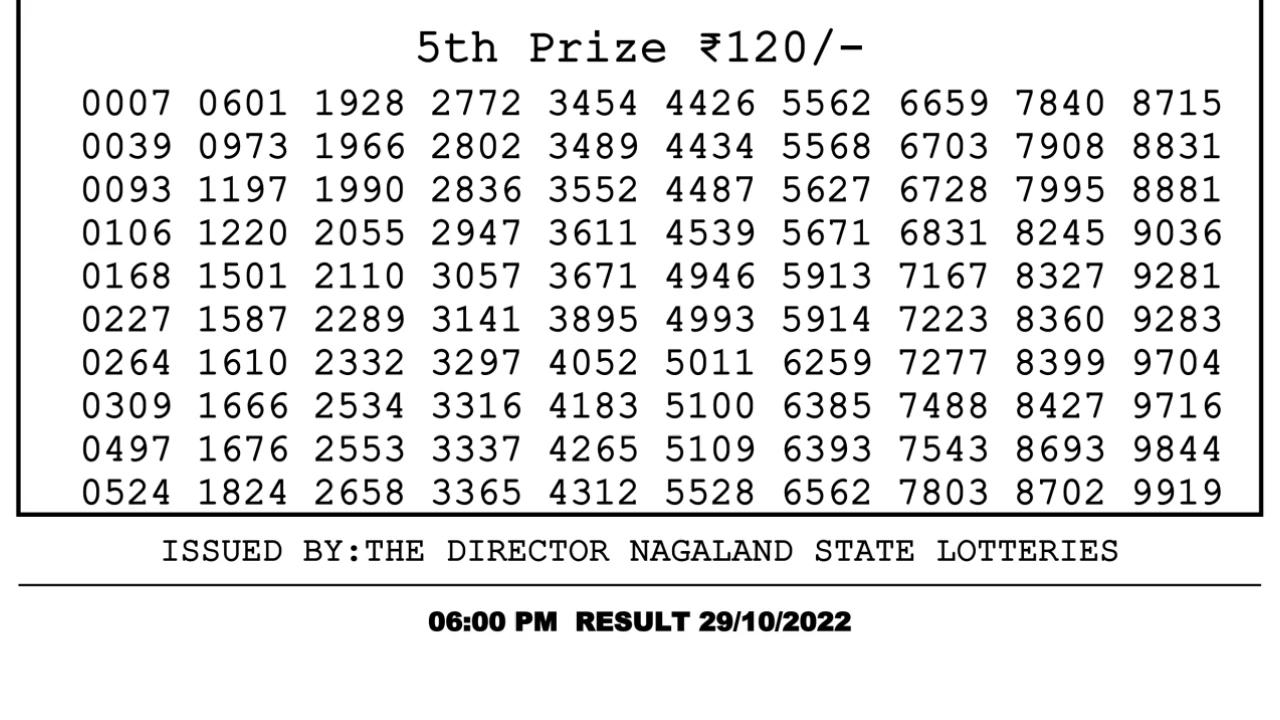 5th Prize ₹120/-
0007 0601 1928 2772 3454 4426 5562 6659 7840 8715
0039 0973 1966 2802 3489 4434 5568 6703 7908 8831
0093 1197 1990 2836 3552 4487 5627 6728 7995 8881
0106 1220 2055 2947 3611 4539 5671 6831 8245 9036
0168 1501 2110 3057 3671 4946 5913 7167 8327 9281
0227 1587 2289 3141 3895 4993 5914 7223 8360 9283
0264 1610 2332 3297 4052 5011 6259 7277 8399 9704
0309 1666 2534 3316 4183 5100 6385 7488 8427 9716
0497 1676 2553 3337 4265 5109 6393 7543 8693 9844
0524 1824 2658 3365 4312 5528 6562 7803 8702 9919
ISSUED BY:THE DIRECTOR NAGALAND STATE LOTTERIES
06:00 PM RESULT 29/10/2022